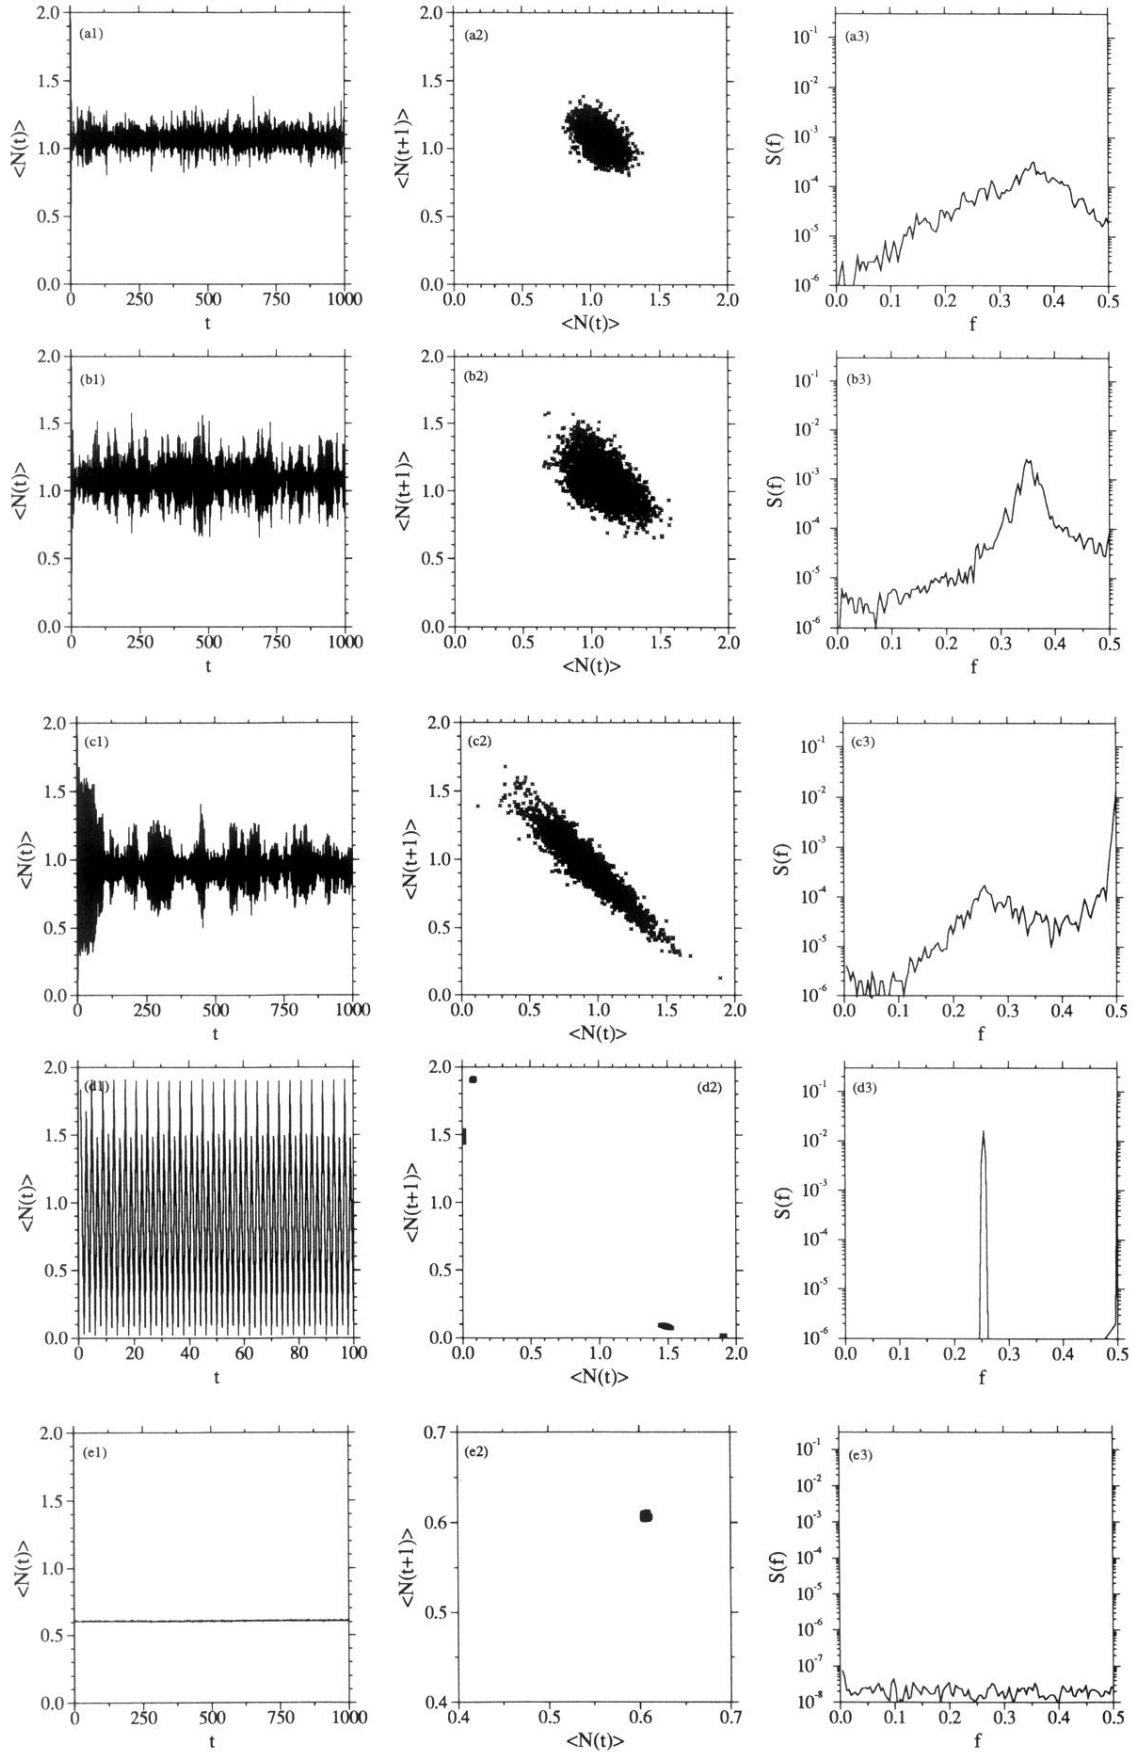 (a1)
2.0
1.5
1.0
0.5
0.0
<N(t)>
0 250 500 750 1000
t
(a2)
2.0
1.5
1.0
0.5
0.0
<N(t+1)>
0.0 0.5 1.0 1.5 2.0
<N(t)>
(a3)
10-1
10-2
10-3
10-4
10-5
10-6
S(f)
0.0 0.1 0.2 0.3 0.4 0.5
f
(b1)
2.0
1.5
1.0
0.5
0.0
<N(t)>
0 250 500 750 1000
t
(b2)
2.0
1.5
1.0
0.5
0.0
<N(t+1)>
0.0 0.5 1.0 1.5 2.0
<N(t)>
(b3)
10-1
10-2
10-3
10-4
10-5
10-6
S(f)
0.0 0.1 0.2 0.3 0.4 0.5
f
(c1)
2.0
1.5
1.0
0.5
0.0
<N(t)>
0 250 500 750 1000
t
(c2)
2.0
1.5
1.0
0.5
0.0
<N(t+1)>
0.0 0.5 1.0 1.5 2.0
<N(t)>
(c3)
10-1
10-2
10-3
10-4
10-5
10-6
S(f)
0.0 0.1 0.2 0.3 0.4 0.5
f
(d1)
2.0
1.5
1.0
0.5
0.0
<N(t)>
0 20 40 60 80 100
t
(d2)
2.0
1.5
1.0
0.5
0.0
<N(t+1)>
0.0 0.5 1.0 1.5 2.0
<N(t)>
(d3)
10-1
10-2
10-3
10-4
10-5
10-6
S(f)
0.0 0.1 0.2 0.3 0.4 0.5
f
(e1)
2.0
1.5
1.0
0.5
0.0
<N(t)>
0 250 500 750 1000
t
(e2)
0.7
0.6
0.5
0.4
<N(t+1)>
0.4 0.5 0.6 0.7
<N(t)>
(e3)
10-1
10-2
10-3
10-4
10-5
10-6
10-7
10-8
S(f)
0.0 0.1 0.2 0.3 0.4 0.5
f